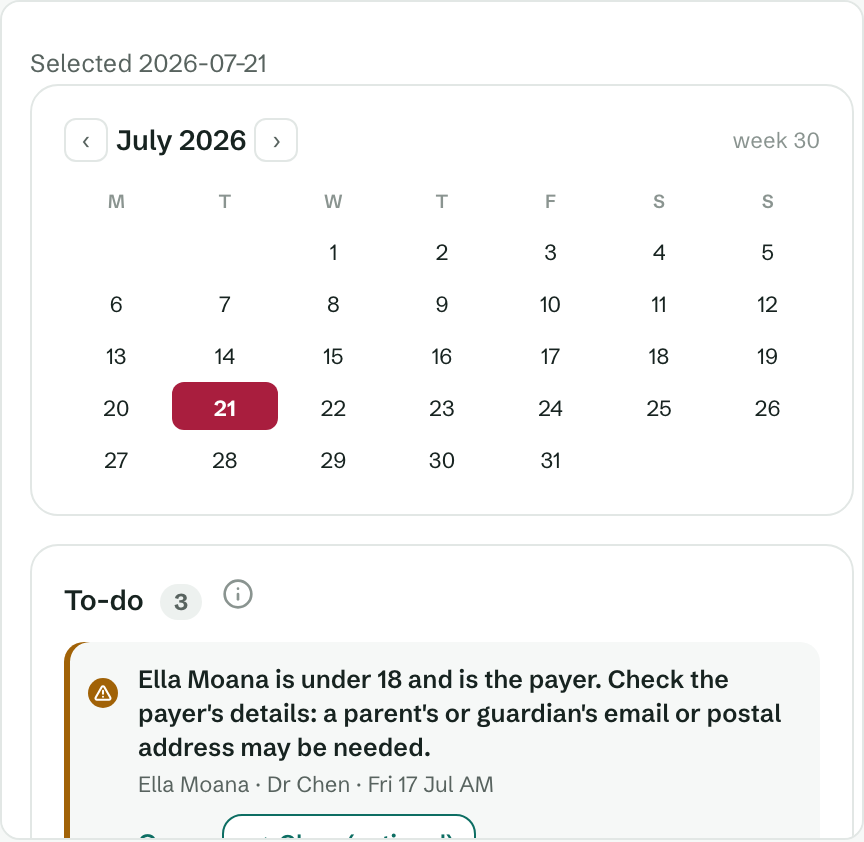 Selected 2026-07-21
‹ July 2026 › week 30
M T W T F S S
1 2 3 4 5
6 7 8 9 10 11 12
13 14 15 16 17 18 19
20 21 22 23 24 25 26
27 28 29 30 31
To-do 3
Ella Moana is under 18 and is the payer. Check the
payer's details: a parent's or guardian's email or postal
address may be needed.
Ella Moana · Dr Chen · Fri 17 Jul AM